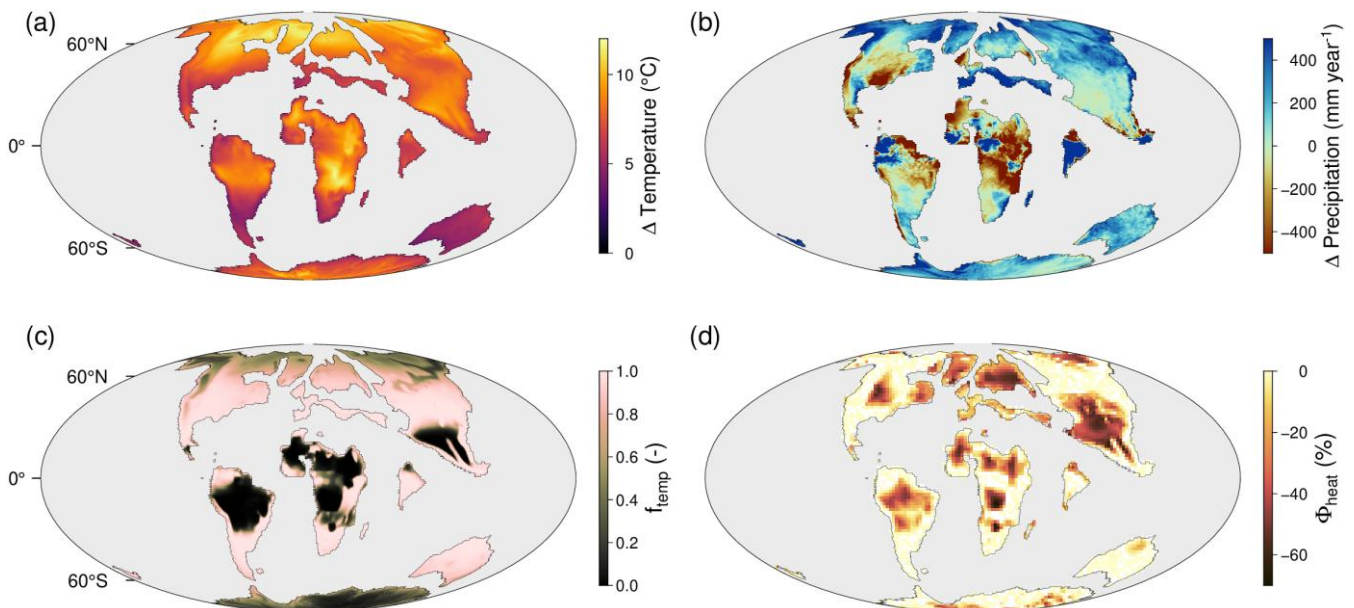 (a)
60°N
0°
60°S
10
5
0
Δ Temperature (°C)
(b)
400
200
0
−200
−400
Δ Precipitation (mm year⁻¹)
(c)
60°N
0°
60°S
1.0
0.8
0.6
0.4
0.2
0.0
f_temp (-)
(d)
0
−20
−40
−60
Φ_heat (%)